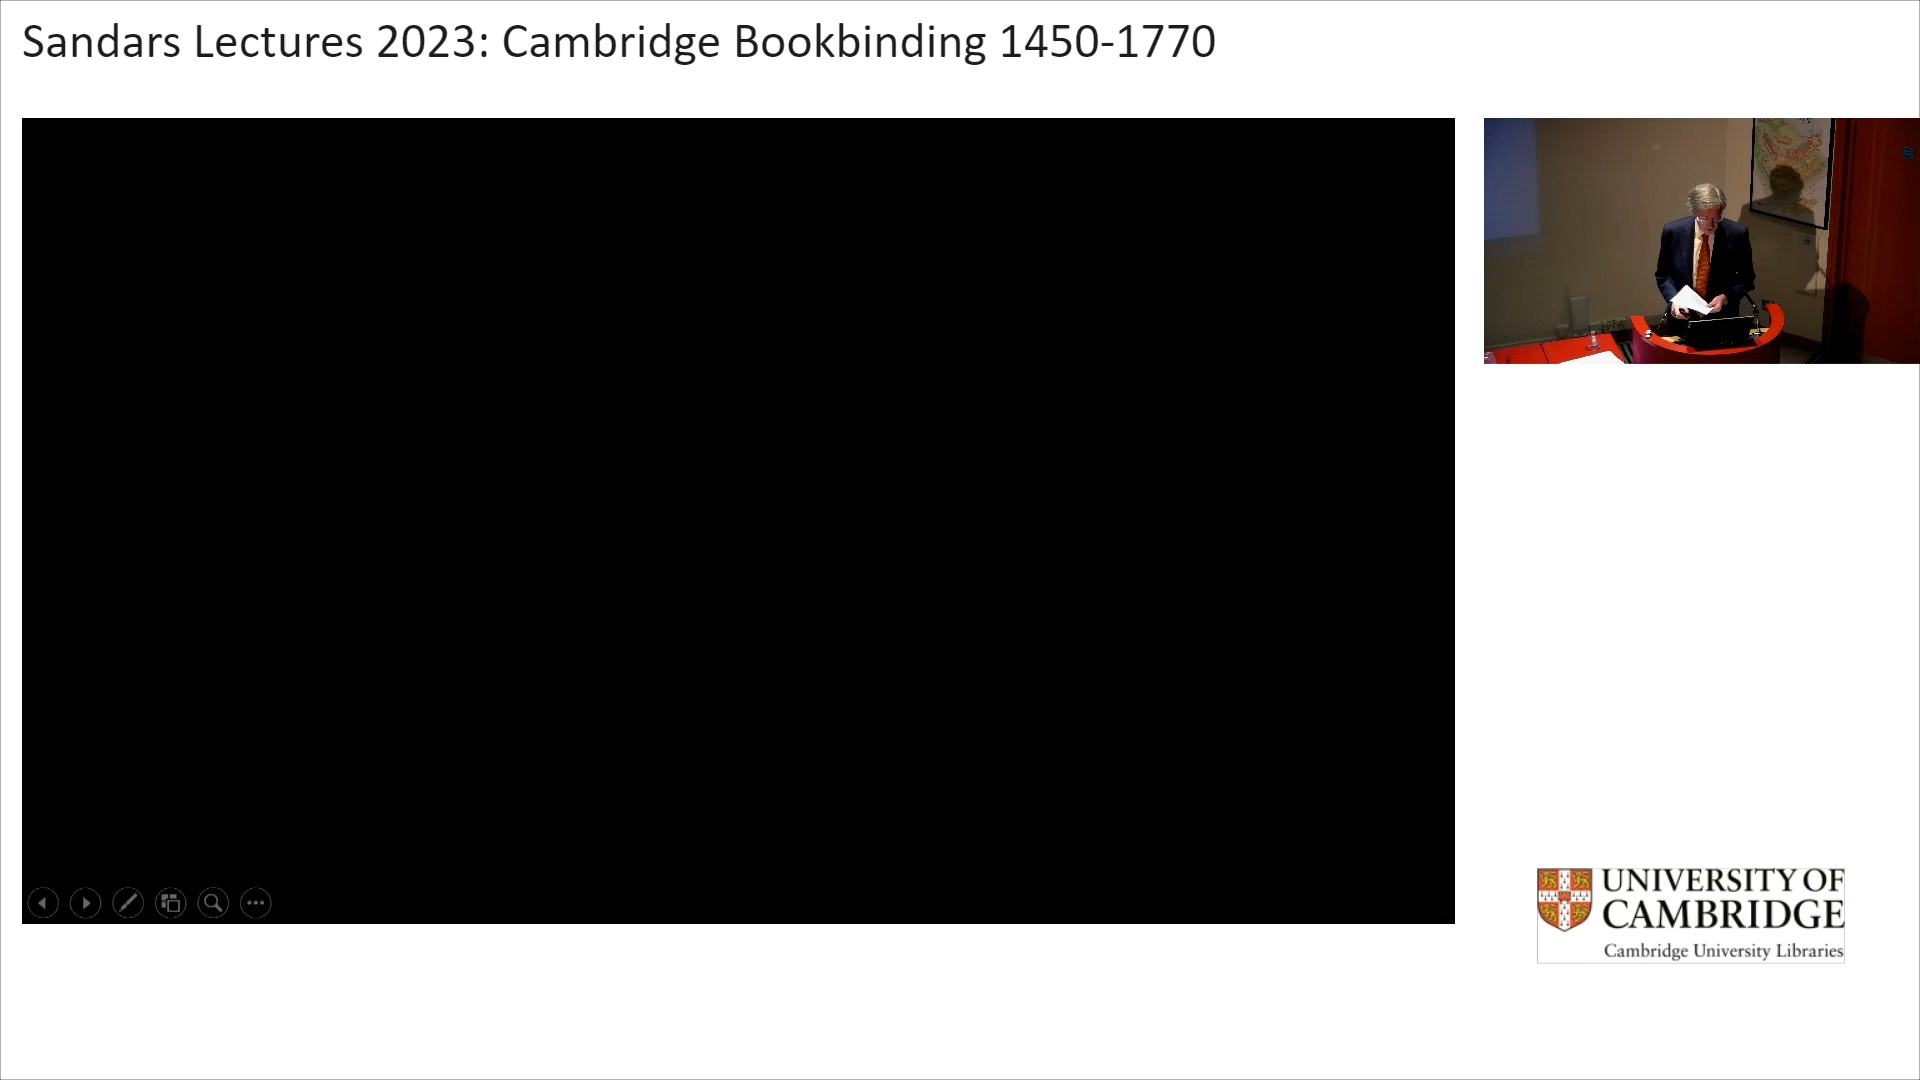 Sandars Lectures 2023: Cambridge Bookbinding 1450-1770
UNIVERSITY OF
CAMBRIDGE
Cambridge University Libraries